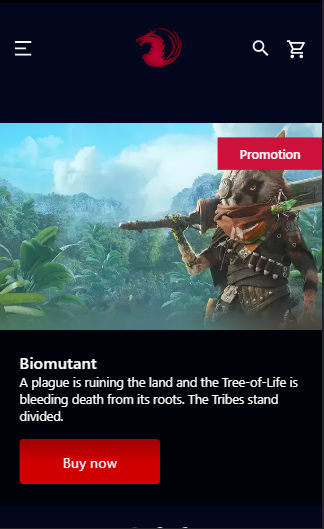 Promotion
Biomutant
A plague is ruining the land and the Tree-of-Life is
bleeding death from its roots. The Tribes stand
divided.
Buy now